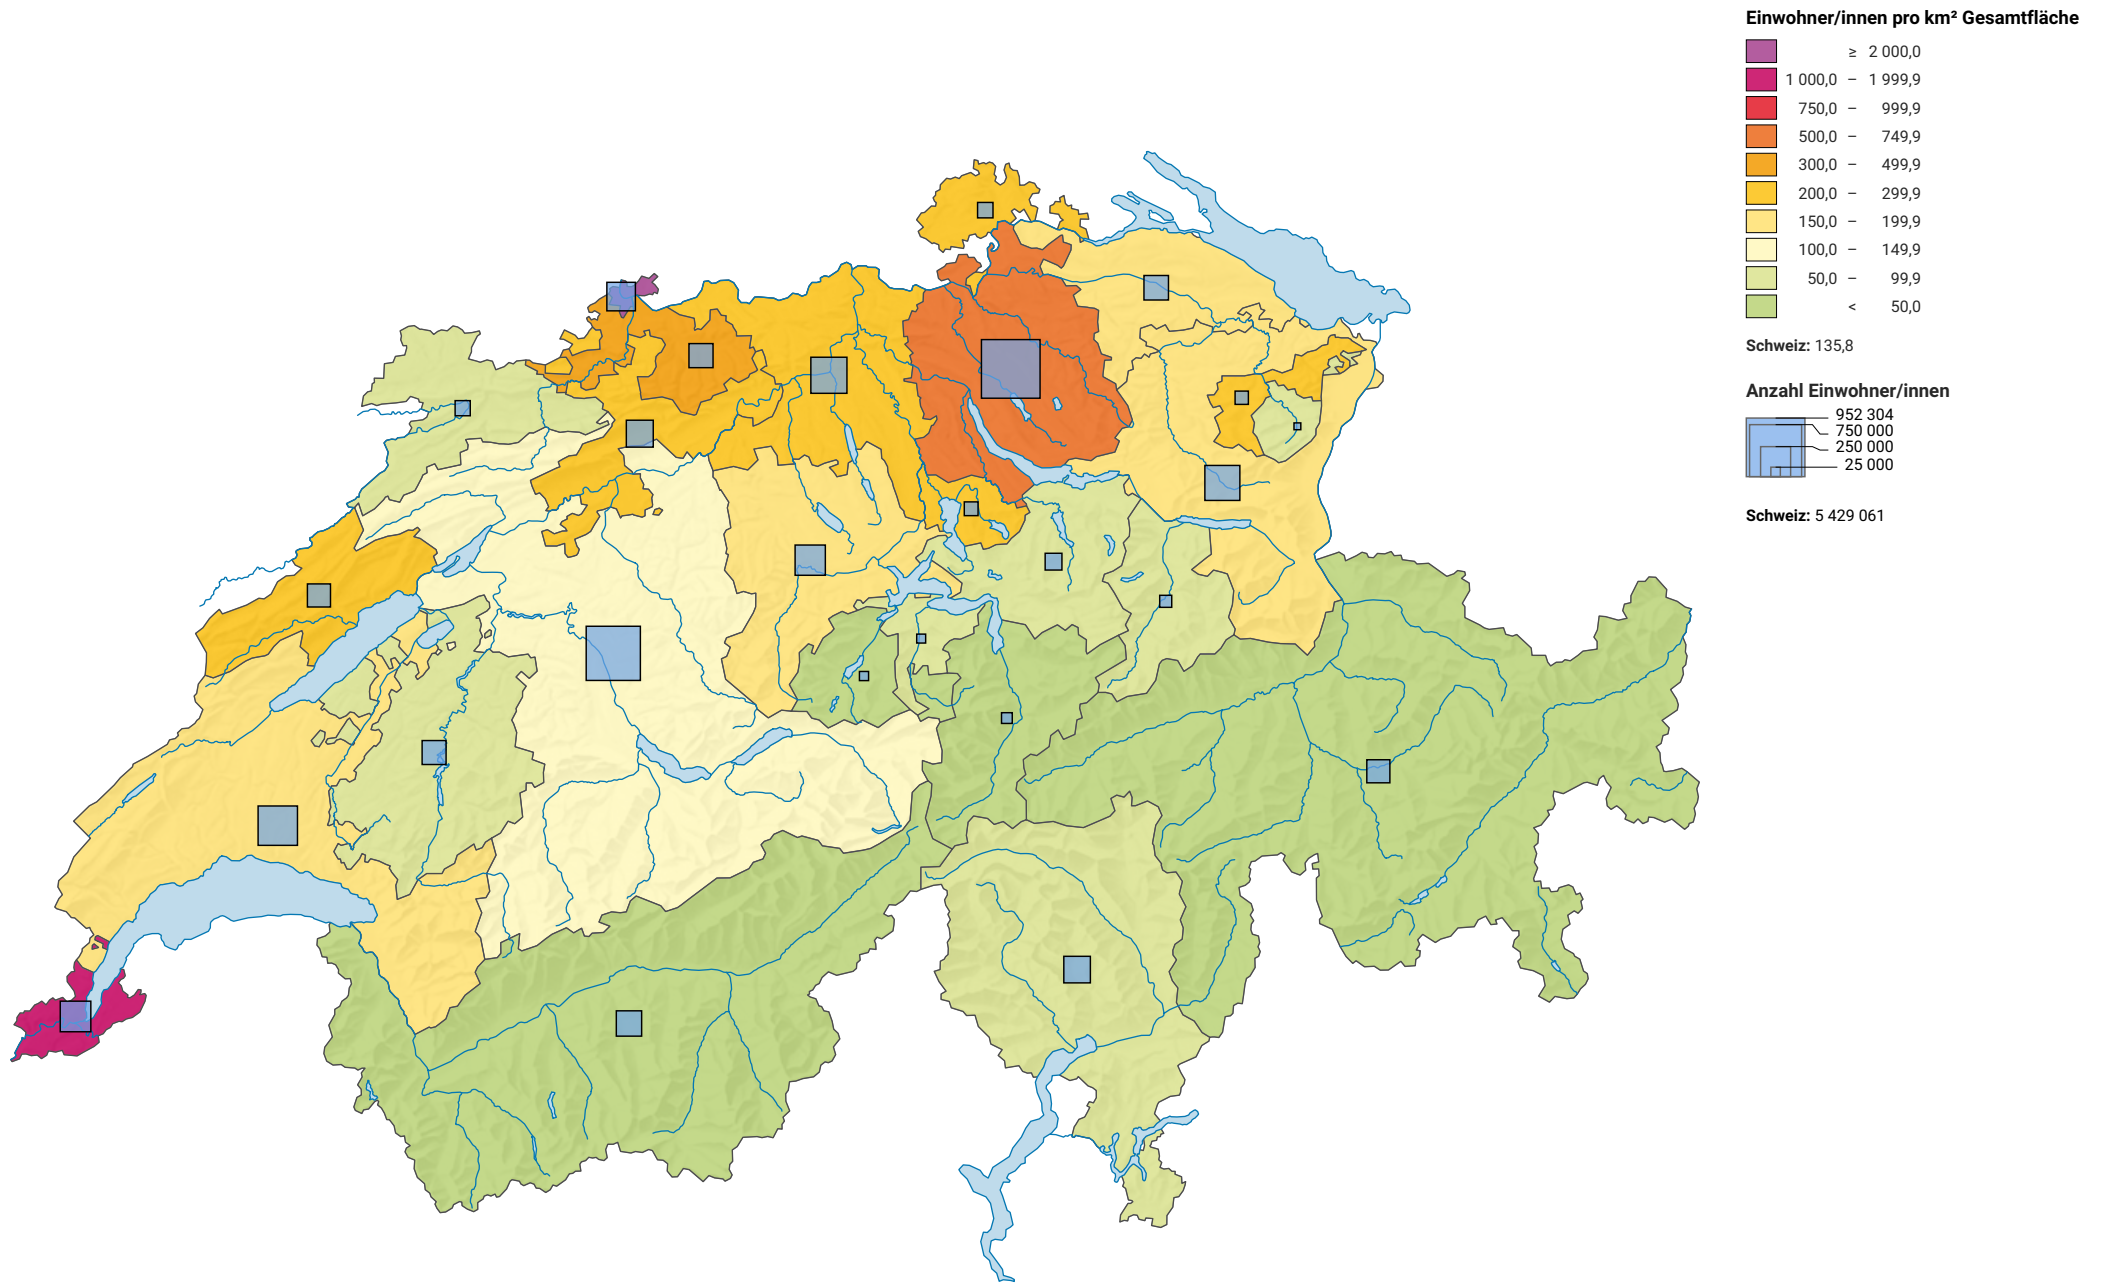 Einwohner/innen pro km² Gesamtfläche
≥ 2 000,0
1 000,0 – 1 999,9
750,0 – 999,9
500,0 – 749,9
300,0 – 499,9
200,0 – 299,9
150,0 – 199,9
100,0 – 149,9
50,0 – 99,9
< 50,0
Schweiz: 135,8
Anzahl Einwohner/innen
952 304
750 000
250 000
25 000
Schweiz: 5 429 061